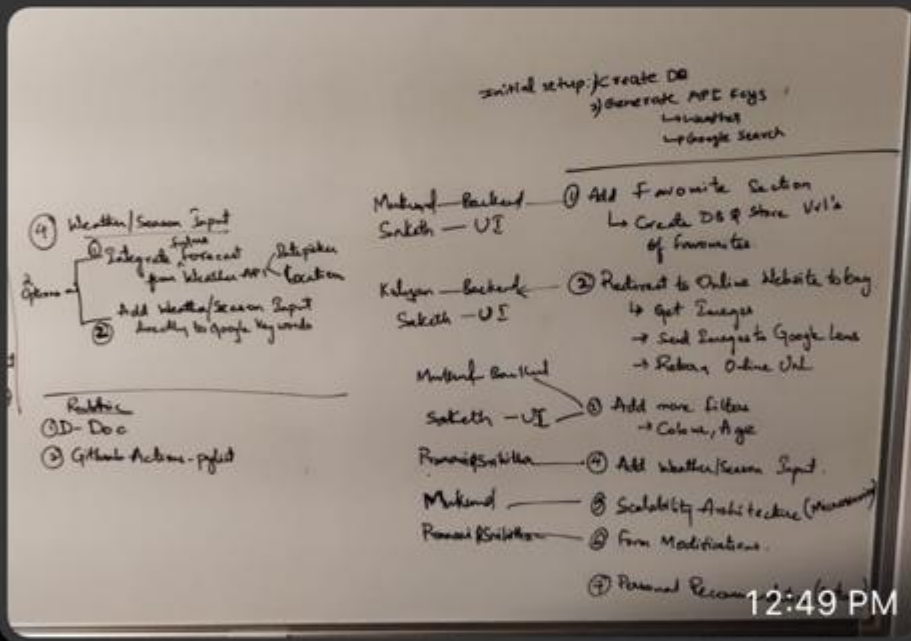 Initial setup: 1) Create DB
2) Generate API Keys
↳ Weather
↳ Google Search
Mukund — Backend — ① Add Favourite Section
Saketh — UI
↳ Create DB & Store Url's
of favourites
Kalyan — Backend — ② Redirect to Online Website to buy
Saketh — UI
↳ Get Images
→ Send Images to Google Lens
→ Return Online Url
Mukund Backend
Saketh — UI — ③ Add more filters
→ Colour, Age
④ Add Weather/Season Input.
Mukund — ⑤ Scalability Architecture
⑥ Form Modifications.
⑦ Personal
④ Weather/Season Input
① Integrate Forecast
from Weather API
Datepicker
Location
2 Options
② Add Weather/Season Input
directly to google keywords
Rubric
① D-Doc
② Github Actions-pylint
12:49 PM